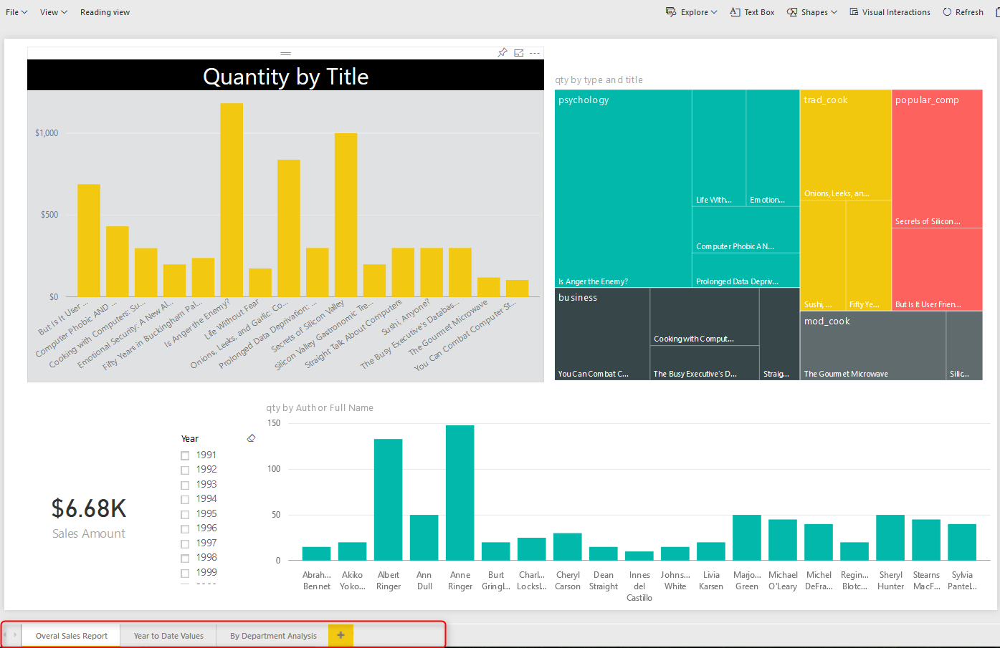 File View Reading view Explore Text Box Shapes Visual Interactions Refresh
Quantity by Title
$1,000
$500
$0
But Is It User ...
Computer Phobic AND ...
Cooking with Computers: Su...
Emotional Security: A New Al...
Fifty Years in Buckingham Pal...
Is Anger the Enemy?
Life Without Fear
Onions, Leeks, and Garlic: Co...
Prolonged Data Deprivation: ...
Secrets of Silicon Valley
Silicon Valley Gastronomic Tre...
Straight Talk About Computers
Sushi, Anyone?
The Busy Executive's Databas...
The Gourmet Microwave
You Can Combat Computer St...
qty by type and title
psychology
Is Anger the Enemy?
Life With...
Emotion...
Computer Phobic AN...
Prolonged Data Depriv...
business
You Can Combat C...
Cooking with Comput...
The Busy Executive's D...
Straig...
trad_cook
Onions, Leeks, an...
Sushi, ...
Fifty Ye...
popular_comp
Secrets of Silicon ...
But Is It User Frien...
mod_cook
The Gourmet Microwave
Silic...
$6.68K
Sales Amount
Year
1991
1992
1993
1994
1995
1996
1997
1998
1999
qty by Author Full Name
150
100
50
0
Abrah... Bennet
Akiko Yoko...
Albert Ringer
Ann Dull
Anne Ringer
Burt Gringl...
Charl... Locksl...
Cheryl Carson
Dean Straight
Innes del Castillo
Johns... White
Livia Karsen
Marjo... Green
Michael O'Leary
Michel DeFra...
Regin... Blotc...
Sheryl Hunter
Stearns MacF...
Sylvia Pantel...
Overal Sales Report Year to Date Values By Department Analysis +